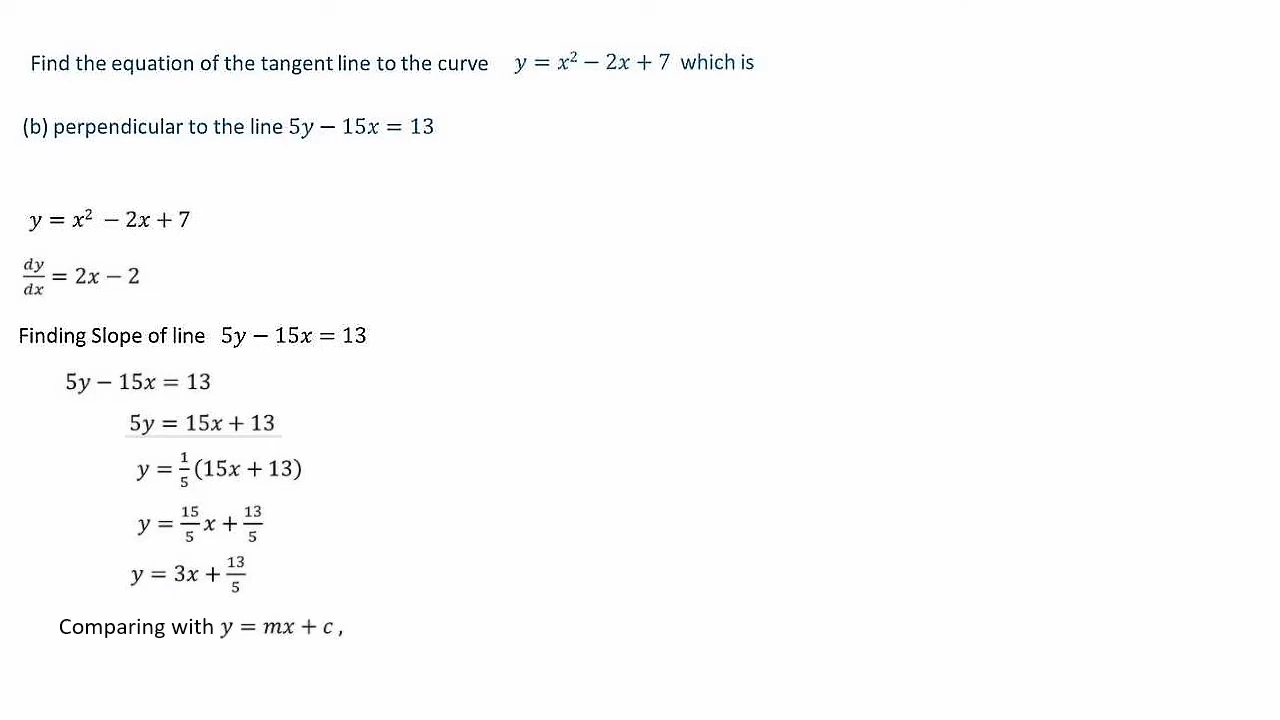 Find the equation of the tangent line to the curve y = x² − 2x + 7 which is
(b) perpendicular to the line 5y − 15x = 13
y = x² − 2x + 7
dy/dx = 2x − 2
Finding Slope of line 5y − 15x = 13
5y − 15x = 13
5y = 15x + 13
y = 1/5 (15x + 13)
y = 15/5 x + 13/5
y = 3x + 13/5
Comparing with y = mx + c ,